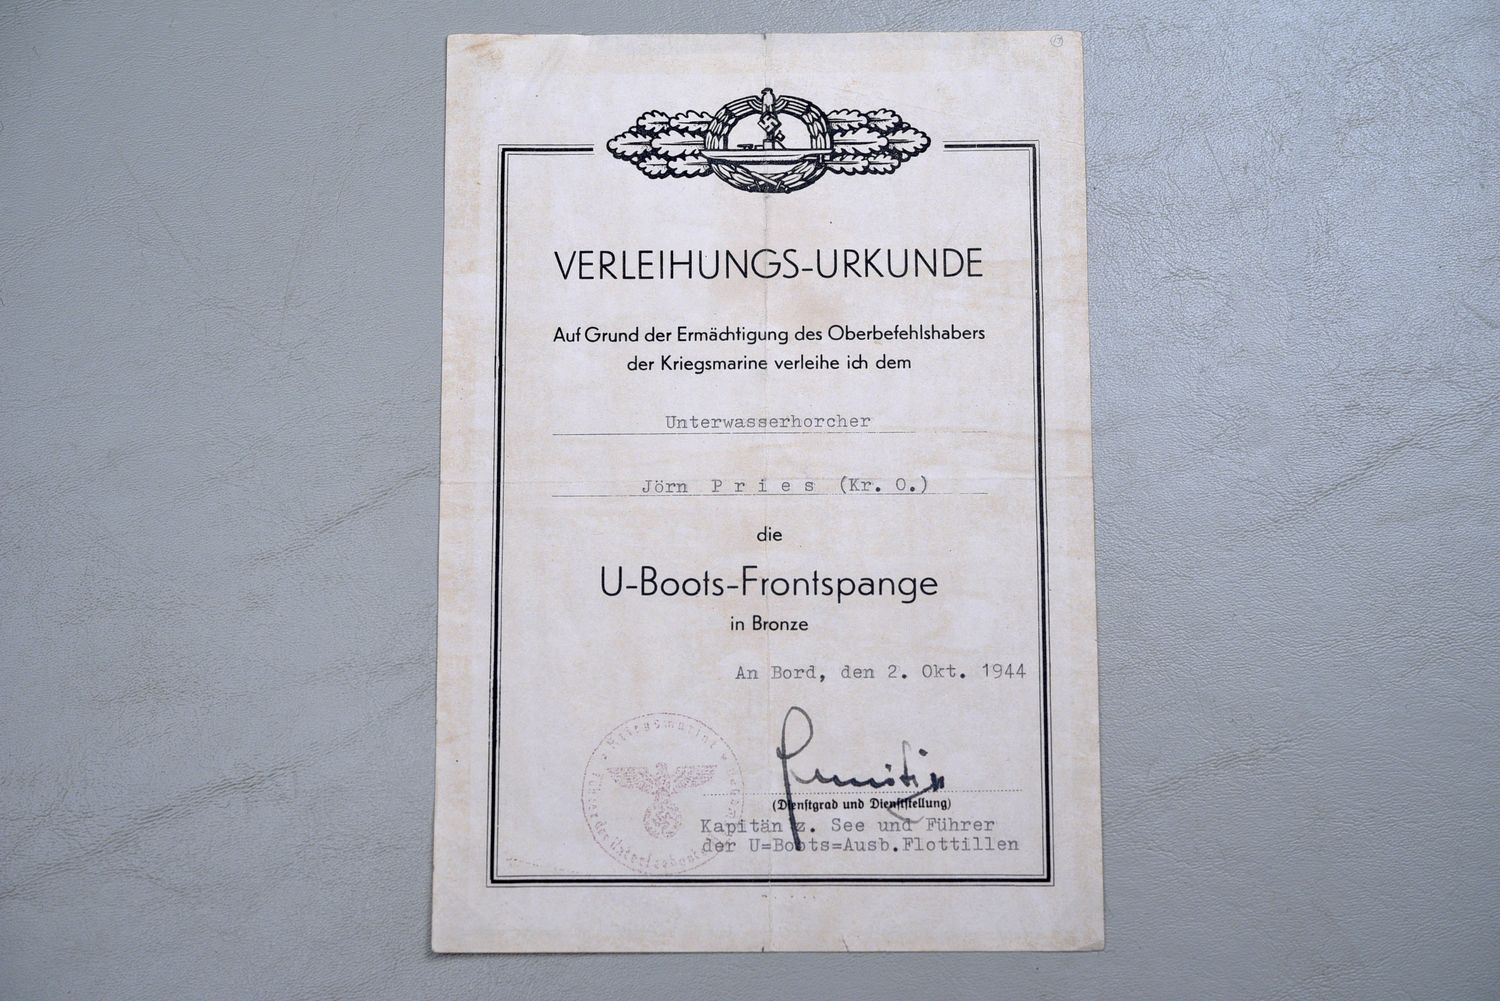 VERLEIHUNGS-URKUNDE
Auf Grund der Ermächtigung des Oberbefehlshabers
der Kriegsmarine verleihe ich dem
Unterwasserhorcher
Jörn Pries (Kr. O.)
die
U-Boots-Frontspange
in Bronze
An Bord, den 2. Okt. 1944
Kriegsmarine
(Dienstgrad und Dienststellung)
Kapitän z. See und Führer
der U=Boots=Ausb.Flottillen